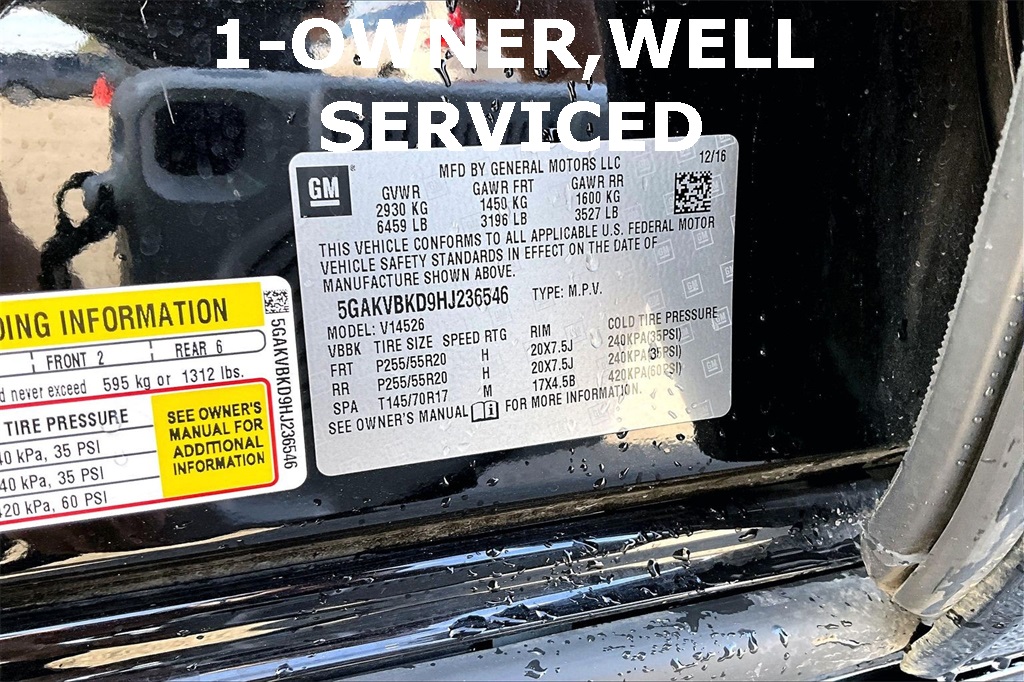 1-OWNER,WELL
SERVICED
GM
MFD BY GENERAL MOTORS LLC 12/16
GVWR GAWR FRT GAWR RR
2930 KG 1450 KG 1600 KG
6459 LB 3196 LB 3527 LB
THIS VEHICLE CONFORMS TO ALL APPLICABLE U.S. FEDERAL MOTOR
VEHICLE SAFETY STANDARDS IN EFFECT ON THE DATE OF
MANUFACTURE SHOWN ABOVE.
5GAKVBKD9HJ236546 TYPE: M.P.V.
MODEL: V14526
VBBK TIRE SIZE SPEED RTG RIM COLD TIRE PRESSURE
FRT P255/55R20 H 20X7.5J 240KPA(35PSI)
RR P255/55R20 H 20X7.5J 240KPA(35PSI)
SPA T145/70R17 M 17X4.5B 420KPA(60PSI)
SEE OWNER'S MANUAL FOR MORE INFORMATION.
DING INFORMATION
FRONT 2 REAR 6
d never exceed 595 kg or 1312 lbs.
TIRE PRESSURE
40 kPa, 35 PSI
40 kPa, 35 PSI
420 kPa, 60 PSI
SEE OWNER'S
MANUAL FOR
ADDITIONAL
INFORMATION
5GAKVBKD9HJ236546